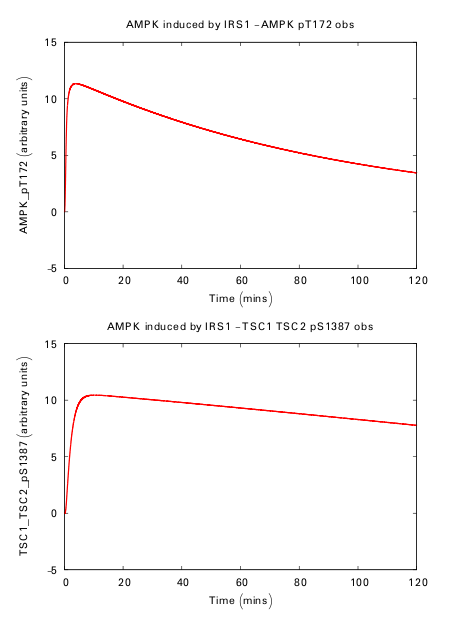 AMPK induced by IRS1 – AMPK pT172 obs
15
10
5
0
-5
AMPK_pT172 (arbitrary units)
0 20 40 60 80 100 120
Time (mins)
AMPK induced by IRS1 – TSC1 TSC2 pS1387 obs
15
10
5
0
-5
TSC1_TSC2_pS1387 (arbitrary units)
0 20 40 60 80 100 120
Time (mins)